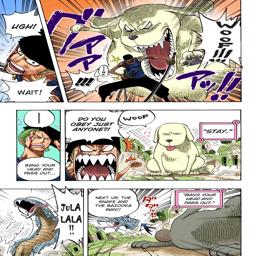 WOOF!!!
UGH!
WAIT!
"STAY."
WOOF
DO YOU
OBEY JUST
ANYONE?!
!
!
BANG YOUR
HEAD AND
PASS OUT...
"BANG YOUR
HEAD AND
PASS OUT."
NEXT UP, THE
SNAKE AND
THE BAZOOKA
MAN!
JULA
LALA
!!